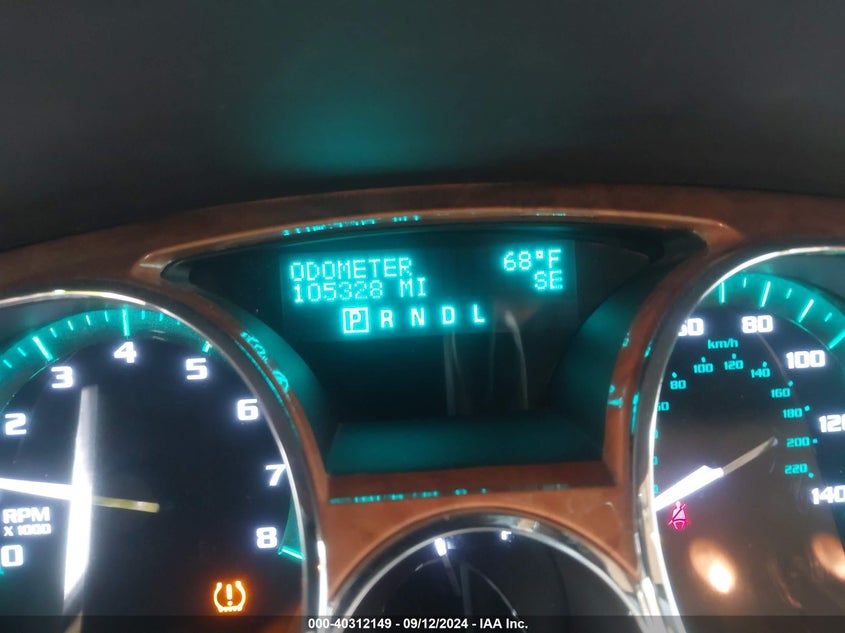 ODOMETER 68°F
105328 MI SE
P R N D L
2 3 4 5 6 7 8
RPM
X 1000
0
80 100
140
km/h
80 100 120 140 160 180 200 220
000-40312149 - 09/12/2024 - IAA Inc.